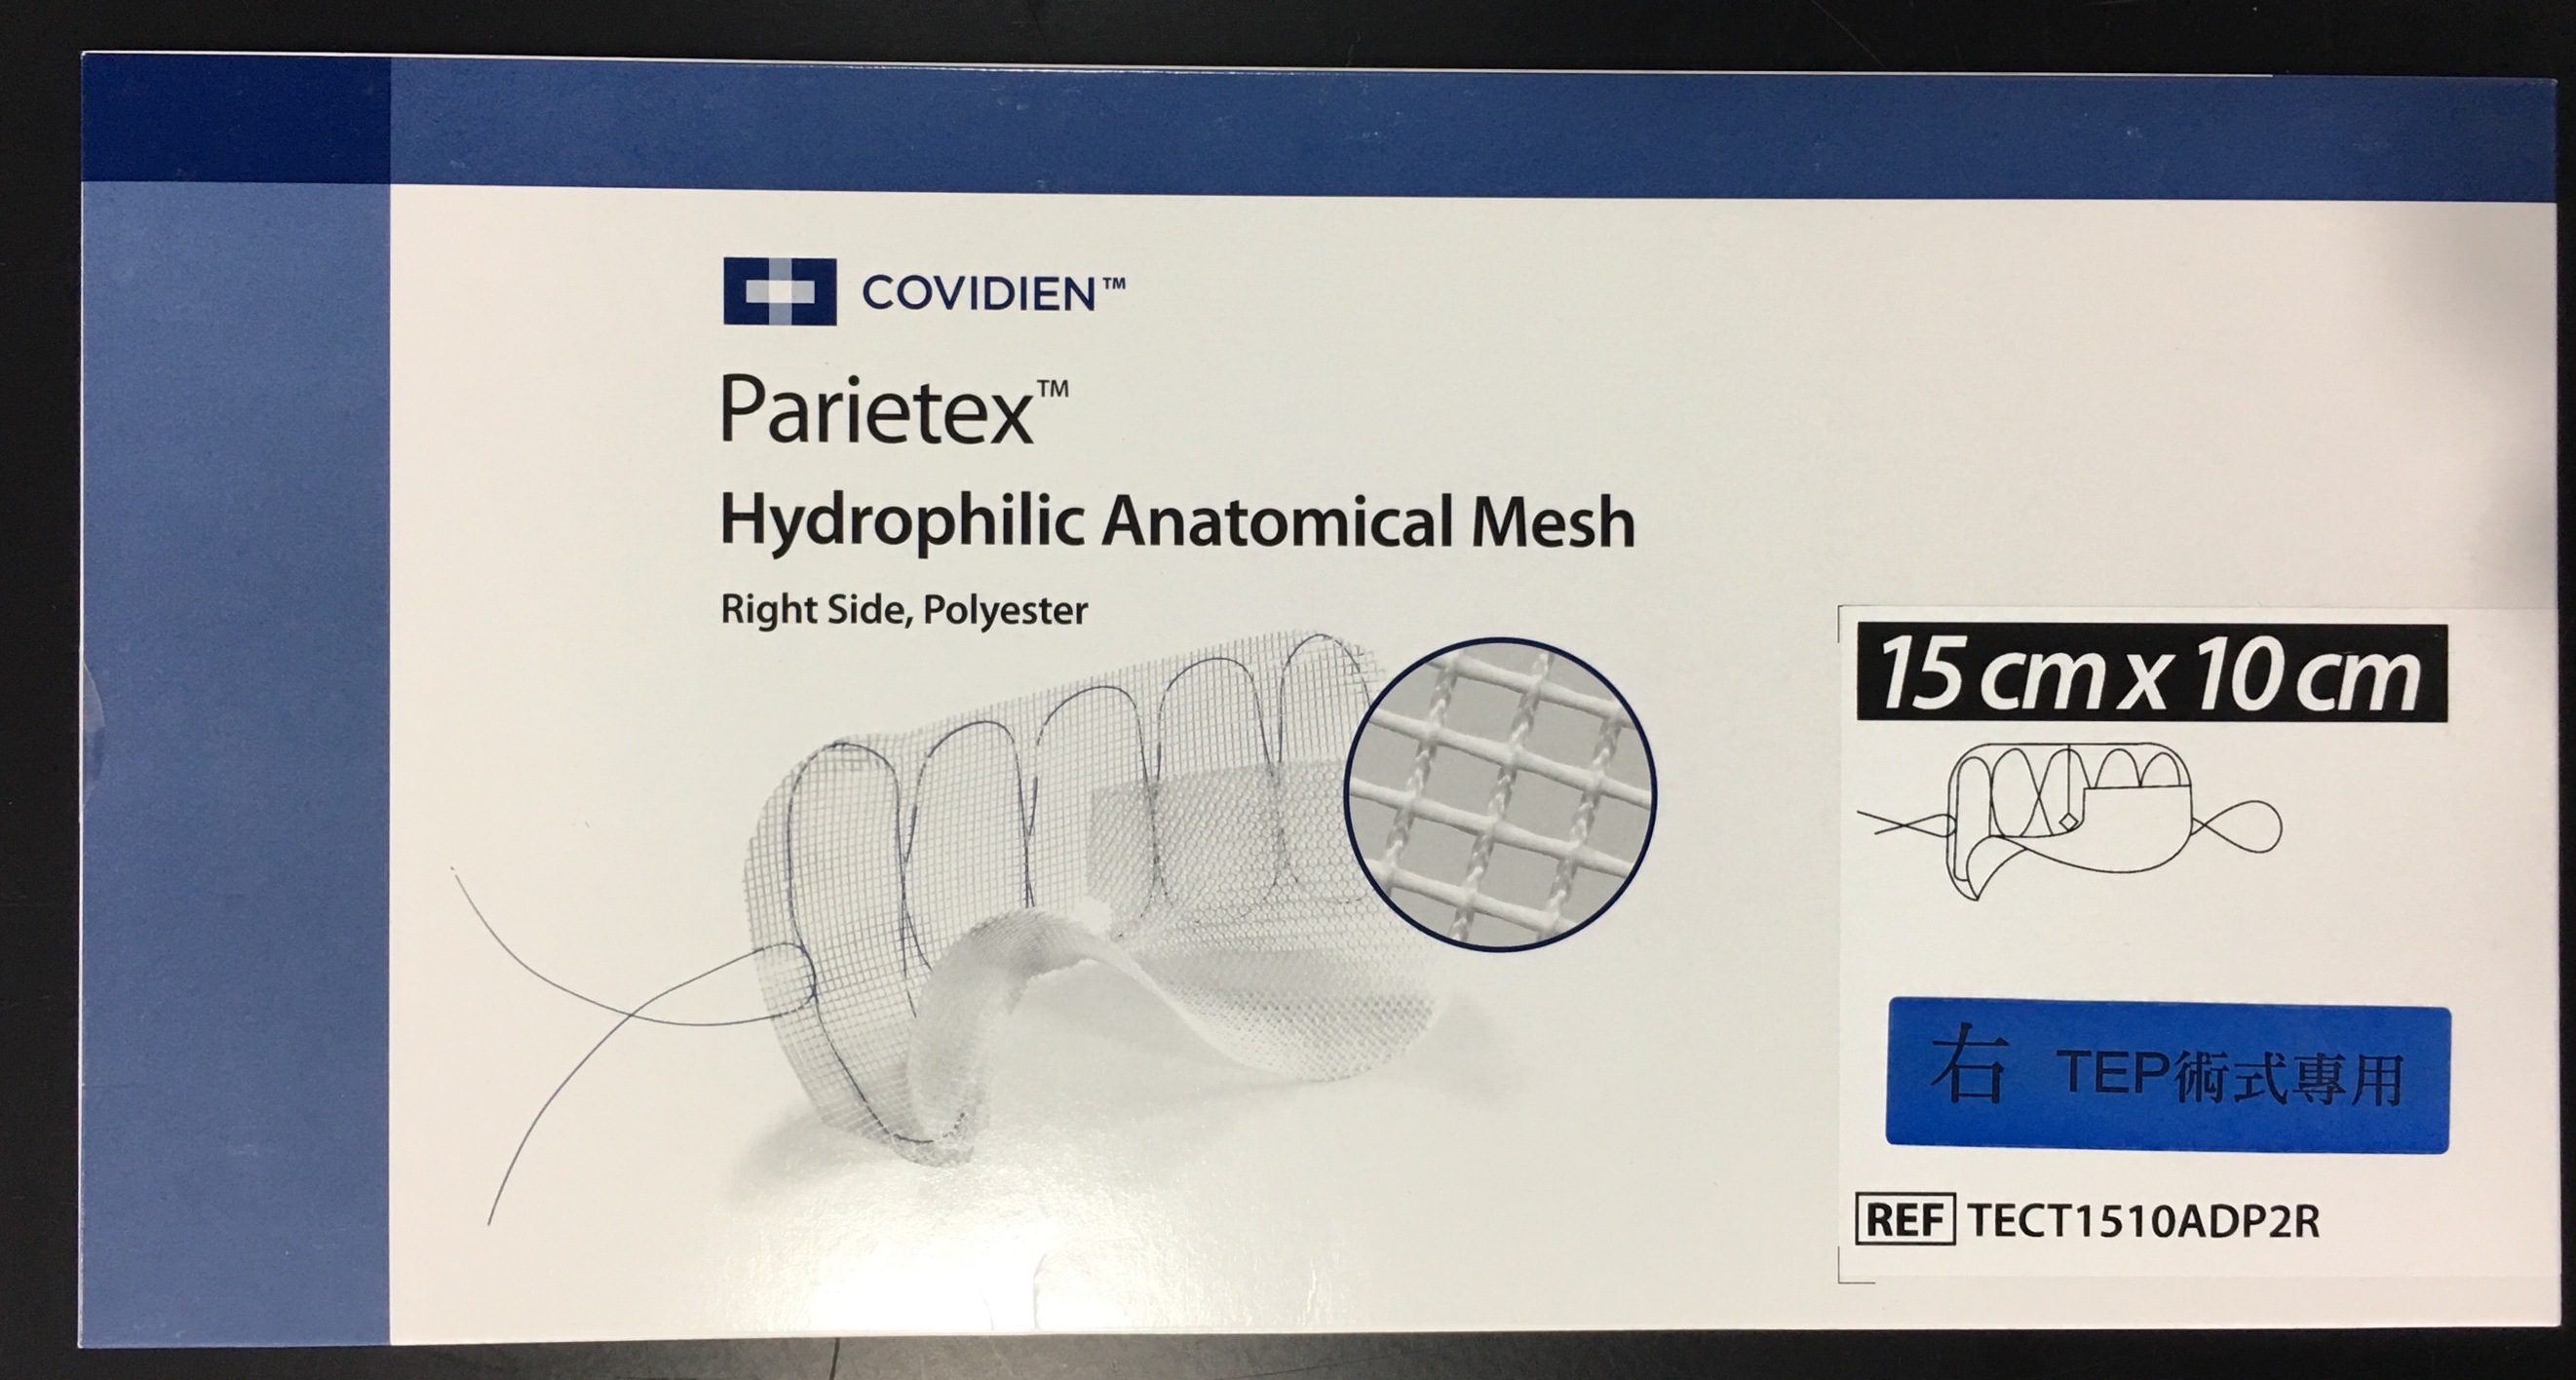 COVIDIEN™
Parietex™
Hydrophilic Anatomical Mesh
Right Side, Polyester
15 cm x 10 cm
右 TEP術式專用
REF TECT1510ADP2R